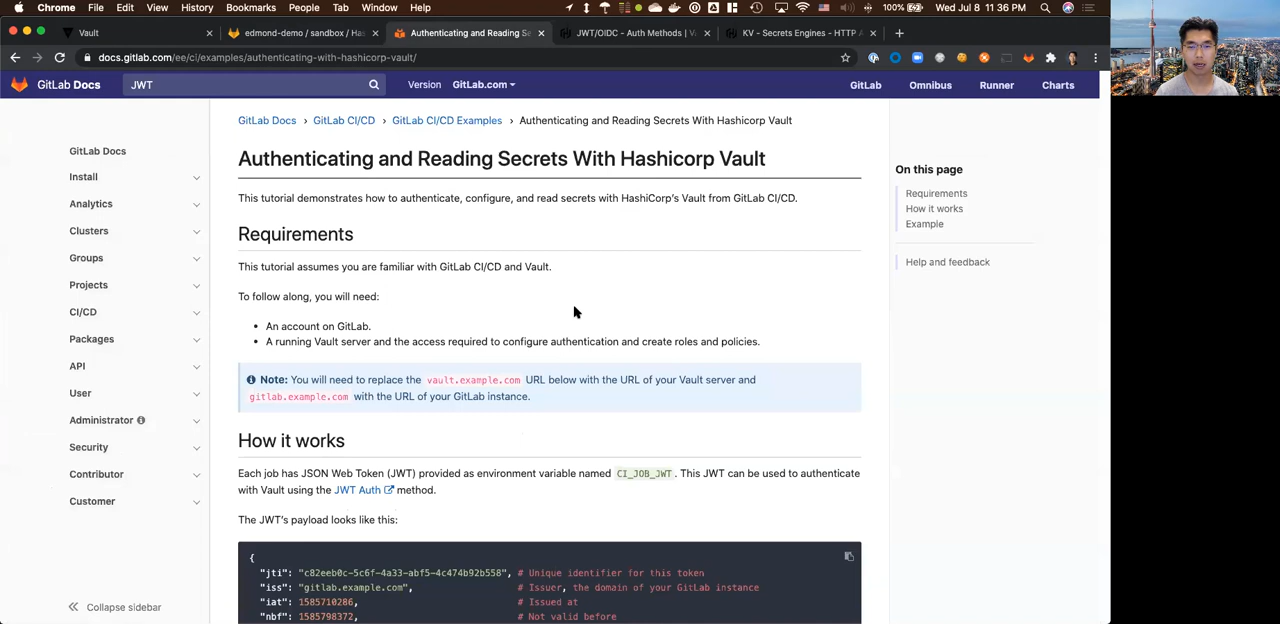 Chrome File Edit View History Bookmarks People Tab Window Help 100% Wed Jul 8 11:36 PM
Vault
edmond-demo / sandbox / Has
Authenticating and Reading Se
JWT/OIDC - Auth Methods | Va
KV - Secrets Engines - HTTP A
docs.gitlab.com/ee/ci/examples/authenticating-with-hashicorp-vault/
GitLab Docs JWT Version GitLab.com GitLab Omnibus Runner Charts
GitLab Docs › GitLab CI/CD › GitLab CI/CD Examples › Authenticating and Reading Secrets With Hashicorp Vault
GitLab Docs
Install
Analytics
Clusters
Groups
Projects
CI/CD
Packages
API
User
Administrator
Security
Contributor
Customer
Collapse sidebar
Authenticating and Reading Secrets With Hashicorp Vault
This tutorial demonstrates how to authenticate, configure, and read secrets with HashiCorp's Vault from GitLab CI/CD.
Requirements
This tutorial assumes you are familiar with GitLab CI/CD and Vault.
To follow along, you will need:
• An account on GitLab.
• A running Vault server and the access required to configure authentication and create roles and policies.
Note: You will need to replace the vault.example.com URL below with the URL of your Vault server and
gitlab.example.com with the URL of your GitLab instance.
How it works
Each job has JSON Web Token (JWT) provided as environment variable named CI_JOB_JWT. This JWT can be used to authenticate
with Vault using the JWT Auth method.
The JWT's payload looks like this:
{
"jti": "c82eeb0c-5c6f-4a33-abf5-4c474b92b558", # Unique identifier for this token
"iss": "gitlab.example.com", # Issuer, the domain of your GitLab instance
"iat": 1585710286, # Issued at
"nbf": 1585798372, # Not valid before
On this page
Requirements
How it works
Example
Help and feedback